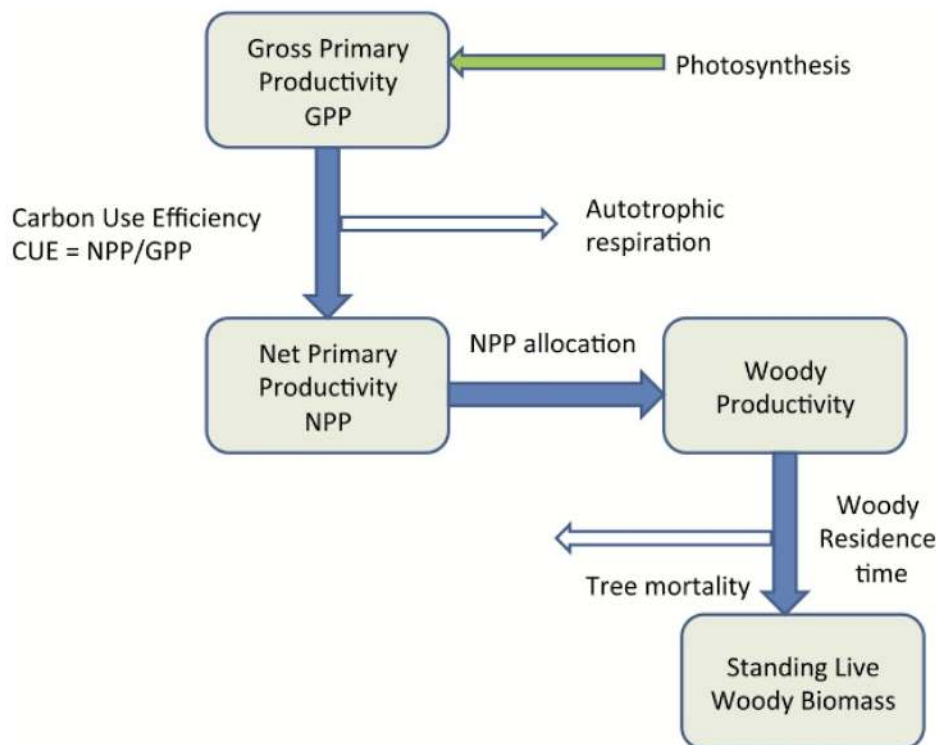 Gross Primary
Productivity
GPP
Photosynthesis
Carbon Use Efficiency
CUE = NPP/GPP
Autotrophic
respiration
Net Primary
Productivity
NPP
NPP allocation
Woody
Productivity
Woody
Residence
time
Tree mortality
Standing Live
Woody Biomass